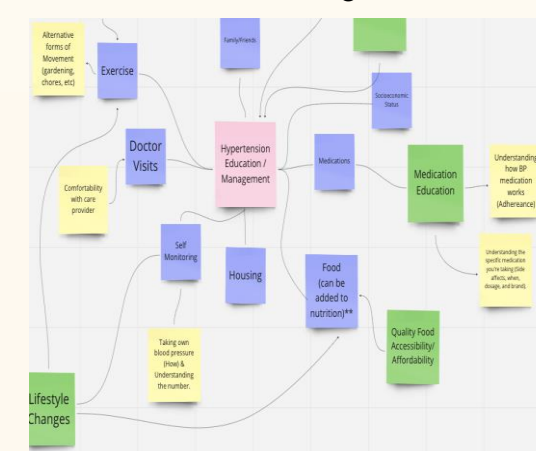 Alternative
forms of
Movement
(gardening,
chores, etc)
Exercise
Family/Friends
Socioeconomic
Status
Doctor
Visits
Hypertension
Education /
Management
Medications
Medication
Education
Understanding
how BP
medication
works
(Adhereance)
Comfortability
with care
provider
Self
Monitoring
Housing
Food
(can be
added to
nutrition)**
Understanding the
specific medication
you're taking (Side
affects, when,
dosage, and brand).
Quality Food
Accessibility/
Affordability
Taking own
blood pressure
(How) &
Understanding
the number.
Lifestyle
Changes